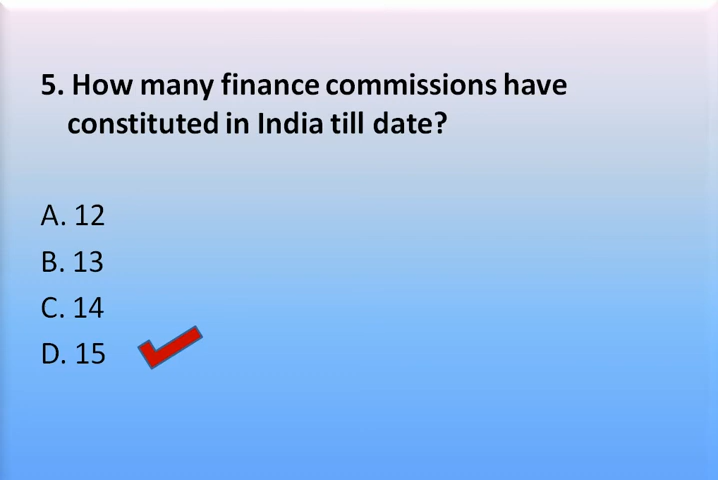 5. How many finance commissions have
constituted in India till date?
A. 12
B. 13
C. 14
D. 15